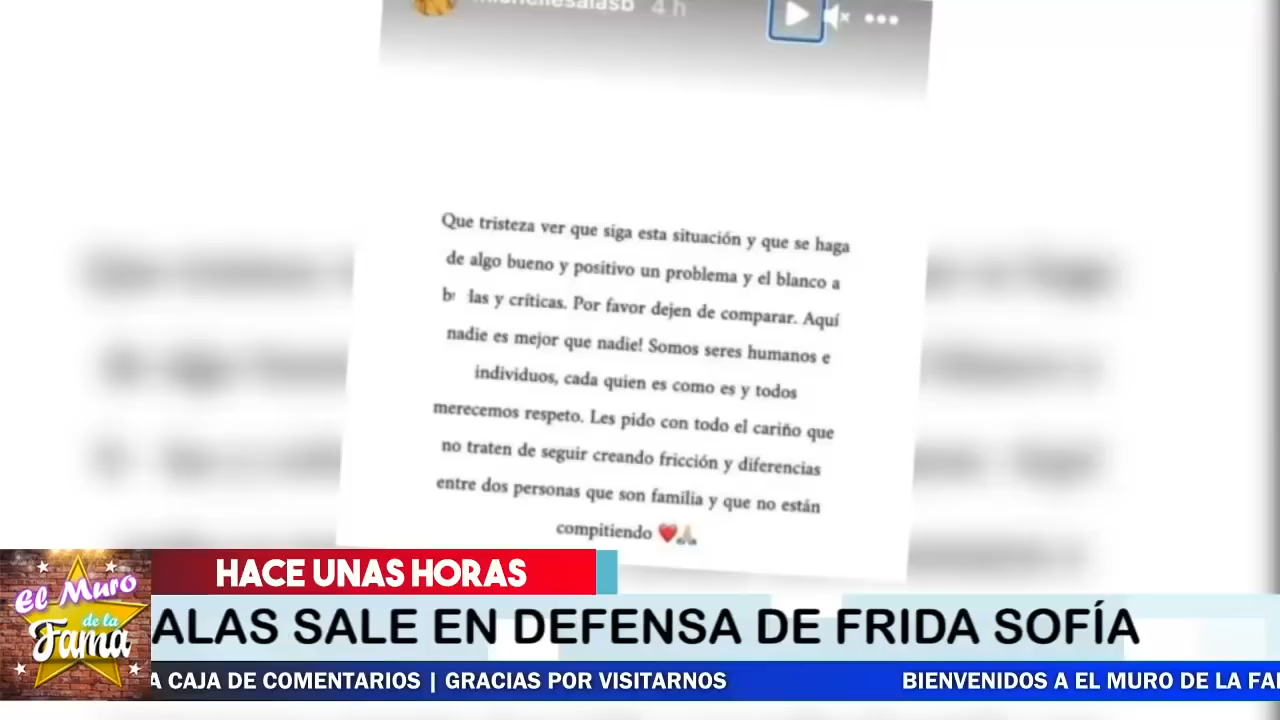 michellesalasb 4 h
Que tristeza ver que siga esta situación y que se haga
de algo bueno y positivo un problema y el blanco a
las y críticas. Por favor dejen de comparar. Aquí
nadie es mejor que nadie! Somos seres humanos e
individuos, cada quien es como es y todos
merecemos respeto. Les pido con todo el cariño que
no traten de seguir creando fricción y diferencias
entre dos personas que son familia y que no están
compitiendo ❤️🙏🏼
HACE UNAS HORAS
ALAS SALE EN DEFENSA DE FRIDA SOFÍA
El Muro
de la
Fama
A CAJA DE COMENTARIOS | GRACIAS POR VISITARNOS
BIENVENIDOS A EL MURO DE LA FA